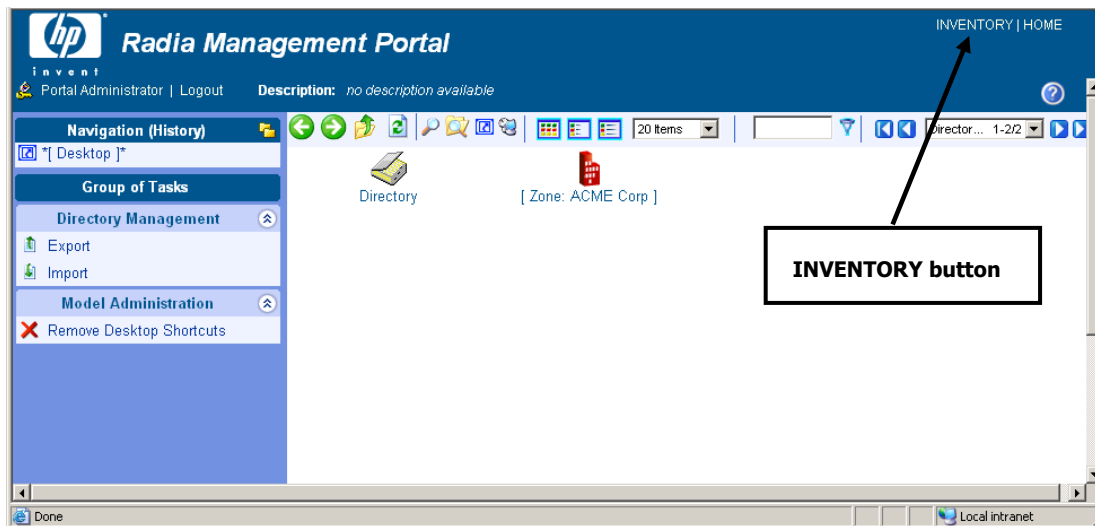 INVENTORY | HOME
hp
Radia Management Portal
invent
Portal Administrator | Logout Description: no description available
Navigation (History)
20 Items
Director... 1-2/2
*[ Desktop ]*
Group of Tasks
Directory
[ Zone: ACME Corp ]
Directory Management
Export
INVENTORY button
Import
Model Administration
Remove Desktop Shortcuts
Done
Local intranet